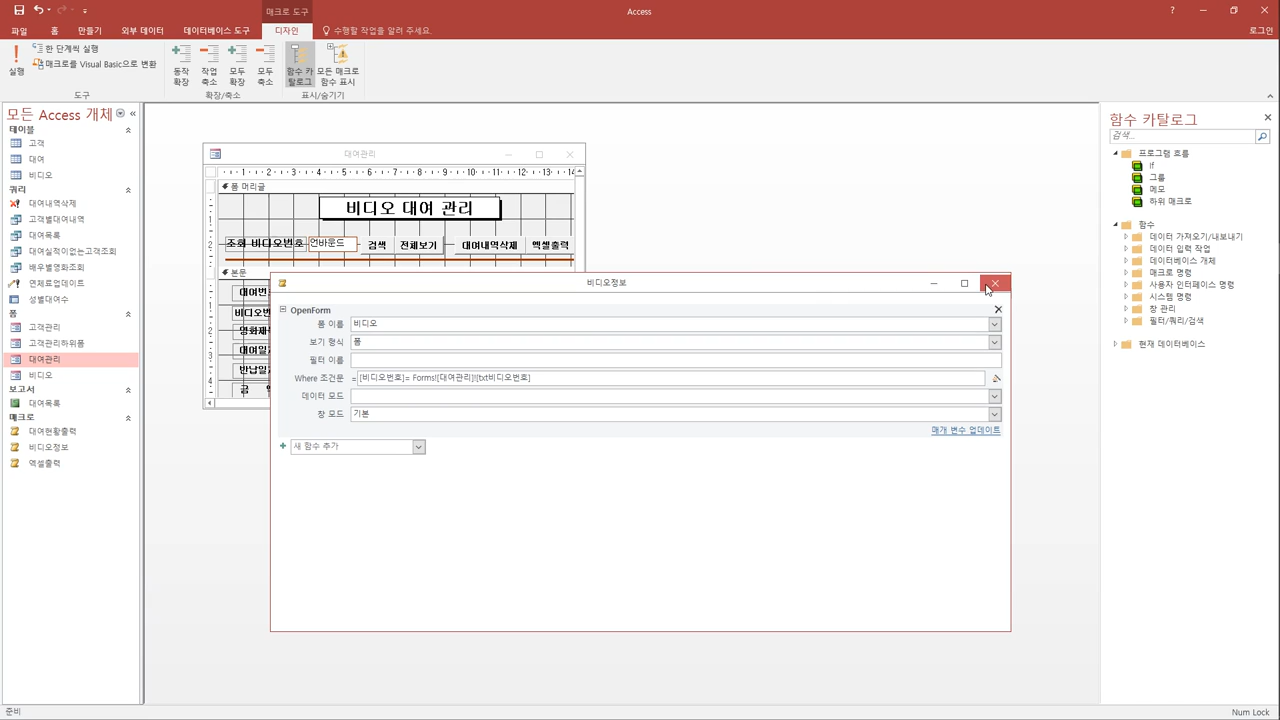 매크로 도구
Access
?
파일
홈
만들기
외부 데이터
데이터베이스 도구
디자인
수행할 작업을 알려 주세요.
로그인
실행
한 단계씩 실행
매크로를 Visual Basic으로 변환
도구
동작 확장
작업 축소
모두 확장
모두 축소
확장/축소
함수 카탈로그
모든 매크로 함수 표시
표시/숨기기
모든 Access 개체
테이블
고객
대여
비디오
쿼리
대여내역삭제
고객별대여내역
대여목록
대여실적이없는고객조회
배우별영화조회
연체료업데이트
성별대여수
폼
고객관리
고객관리하위폼
대여관리
비디오
보고서
대여목록
매크로
대여현황출력
비디오정보
엑셀출력
대여관리
폼 머리글
비디오 대여 관리
조회 비디오번호
언바운드
검색
전체보기
대여내역삭제
엑셀출력
본문
비디오정보
OpenForm
폼 이름
비디오
보기 형식
폼
필터 이름
Where 조건문
= [비디오번호]= Forms![대여관리]![txt비디오번호]
데이터 모드
창 모드
기본
매개 변수 업데이트
새 함수 추가
함수 카탈로그
검색...
프로그램 흐름
If
그룹
메모
하위 매크로
함수
데이터 가져오기/내보내기
데이터 입력 작업
데이터베이스 개체
매크로 명령
사용자 인터페이스 명령
시스템 명령
창 관리
필터/쿼리/검색
현재 데이터베이스
준비
Num Lock